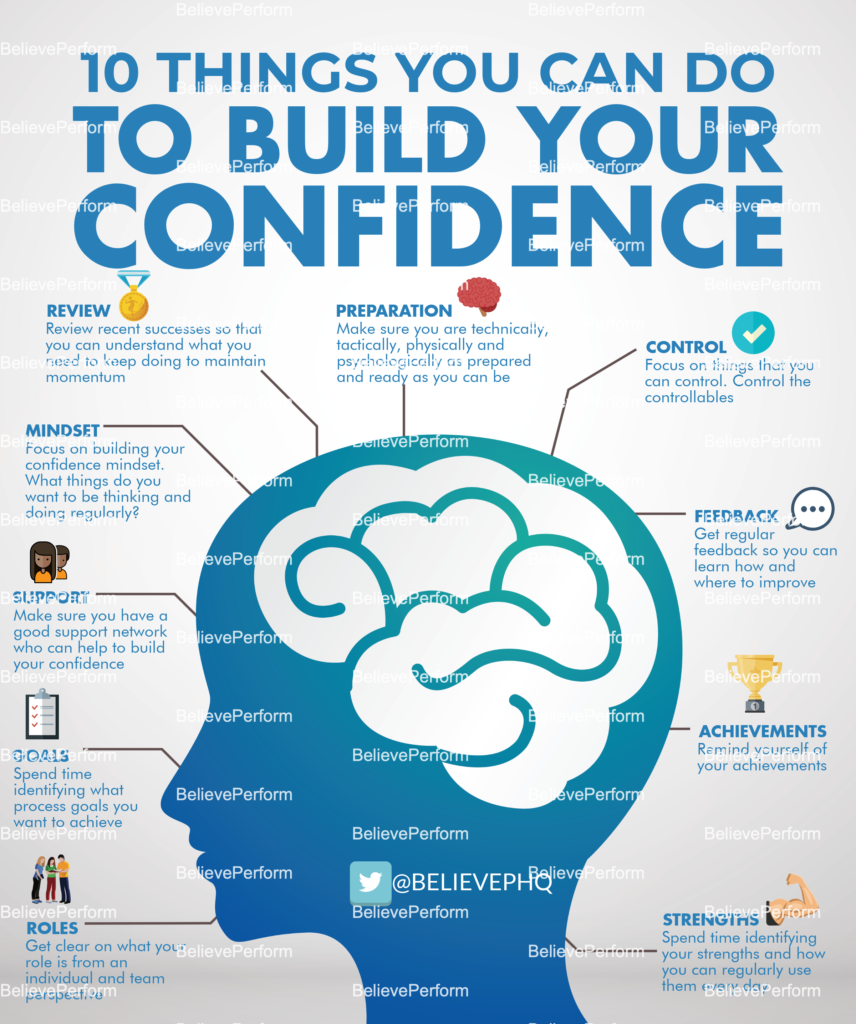 10 THINGS YOU CAN DO
TO BUILD YOUR
CONFIDENCE
REVIEW
Review recent successes so that
you can understand what you
need to keep doing to maintain
momentum
PREPARATION
Make sure you are technically,
tactically, physically and
psychologically as prepared
and ready as you can be
CONTROL
Focus on things that you
can control. Control the
controllables
MINDSET
Focus on building your
confidence mindset.
What things do you
want to be thinking and
doing regularly?
FEEDBACK
Get regular
feedback so you can
learn how and
where to improve
SUPPORT
Make sure you have a
good support network
who can help to build
your confidence
ACHIEVEMENTS
Remind yourself of
your achievements
1
GOALS
Spend time
identifying what
process goals you
want to achieve
@BELIEVEPHQ
ROLES
Get clear on what your
role is from an
individual and team
perspective
STRENGTHS
Spend time identifying
your strengths and how
you can regularly use
them every day
BelievePerform